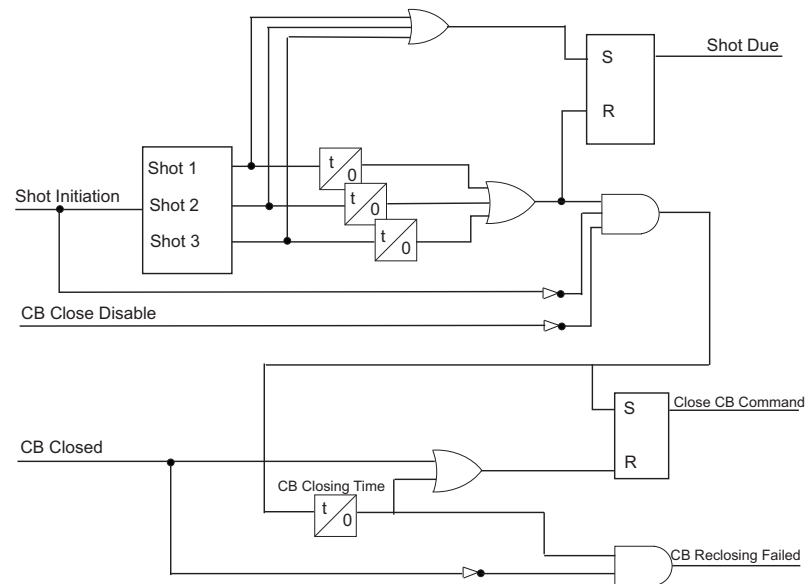 S
Shot Due
R
Shot 1
t
0
Shot Initiation
Shot 2
t
0
Shot 3
t
0
CB Close Disable
S
Close CB Command
CB Closed
R
CB Closing Time
t
0
CB Reclosing Failed